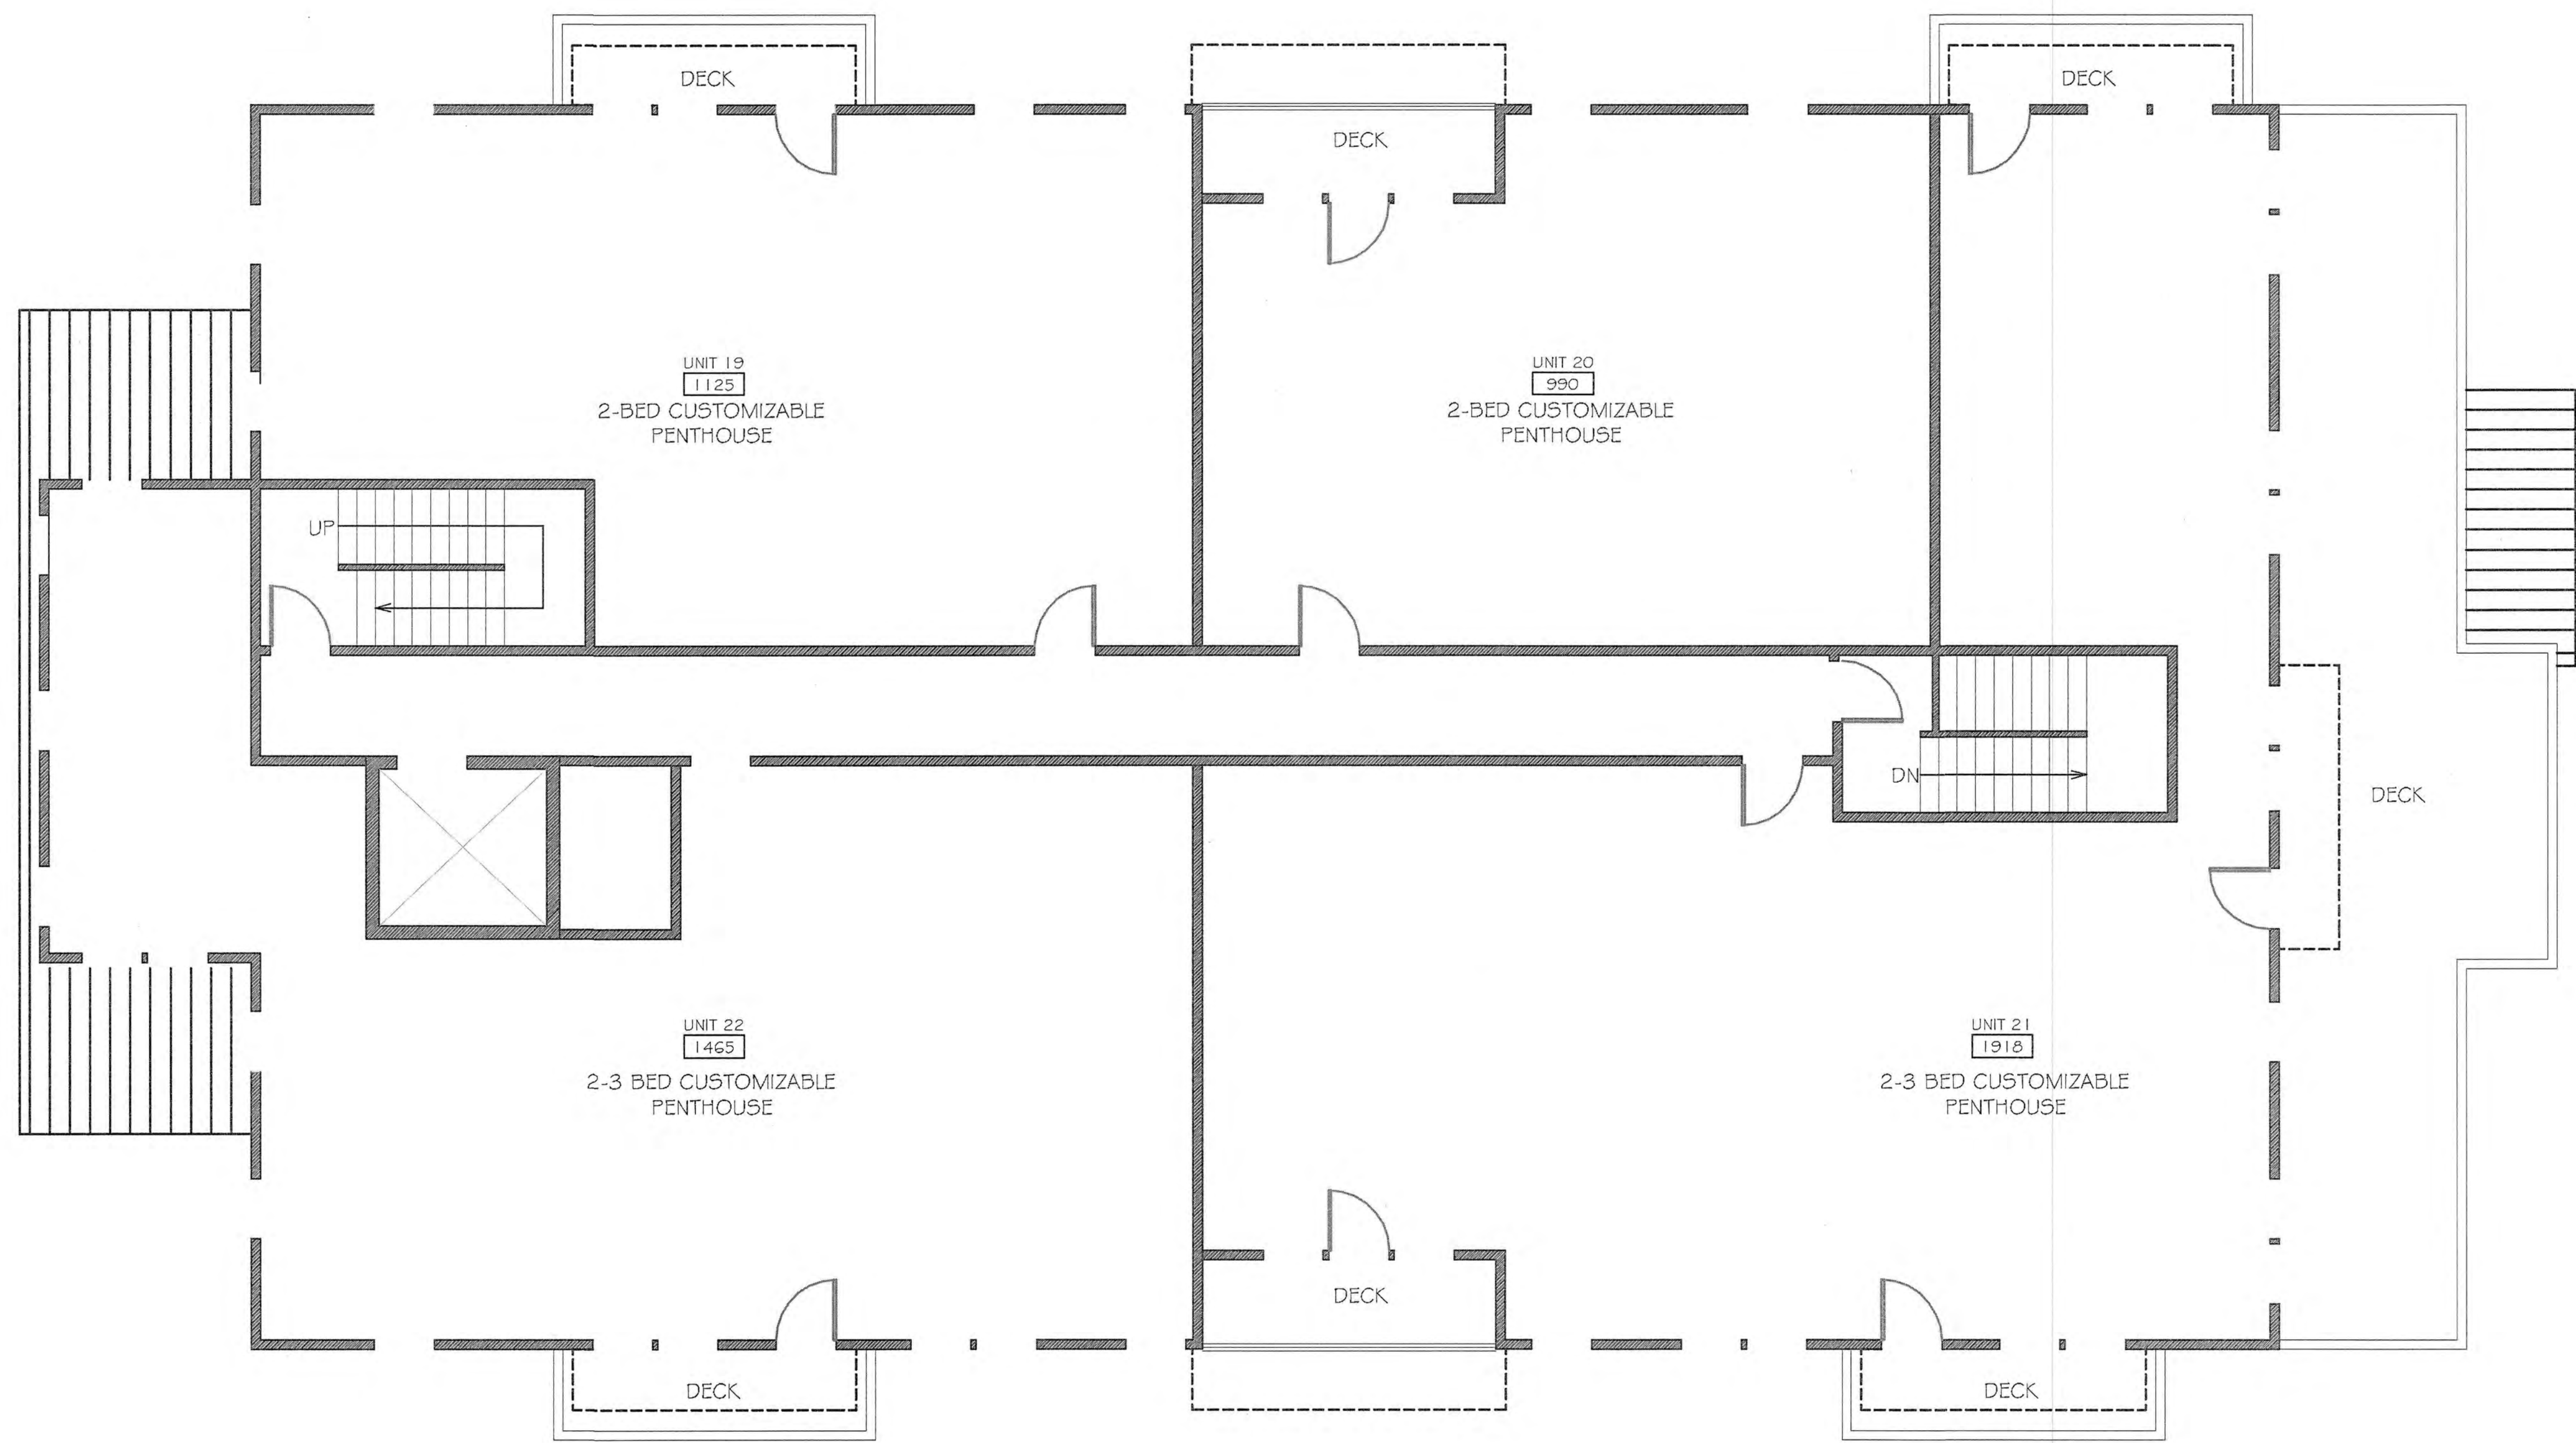 DECK
DECK
DECK
UNIT 19
1125
2-BED CUSTOMIZABLE
PENTHOUSE
UNIT 20
990
2-BED CUSTOMIZABLE
PENTHOUSE
UP
DN
DECK
UNIT 22
1465
2-3 BED CUSTOMIZABLE
PENTHOUSE
UNIT 21
1918
2-3 BED CUSTOMIZABLE
PENTHOUSE
DECK
DECK
DECK